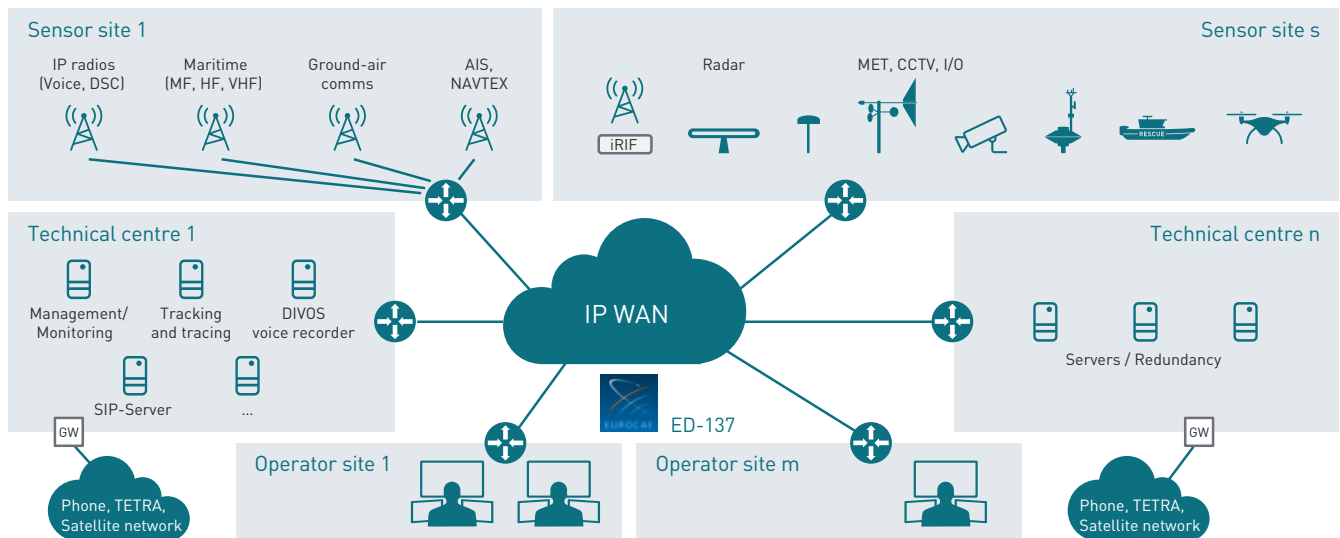 Sensor site 1
IP radios
(Voice, DSC)
Maritime
(MF, HF, VHF)
Ground-air
comms
AIS,
NAVTEX
Sensor site s
Radar
MET, CCTV, I/O
iRIF
RESCUE
Technical centre 1
Management/
Monitoring
Tracking
and tracing
DIVOS
voice recorder
SIP-Server
...
GW
Phone, TETRA,
Satellite network
IP WAN
EUROCAE
ED-137
Technical centre n
Servers / Redundancy
GW
Phone, TETRA,
Satellite network
Operator site 1
Operator site m